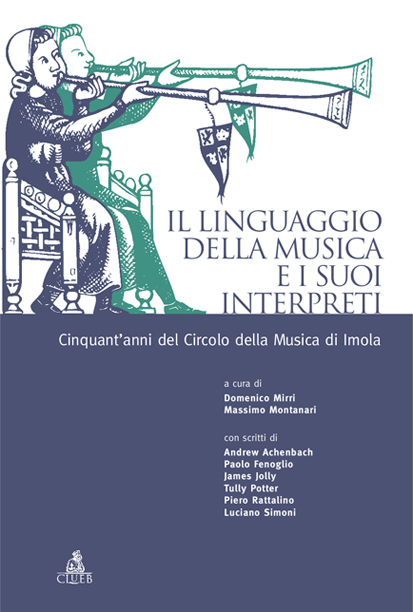 IL LINGUAGGIO
DELLA MUSICA
E I SUOI
INTERPRETI
Cinquant'anni del Circolo della Musica di Imola
a cura di
Domenico Mirri
Massimo Montanari
con scritti di
Andrew Achenbach
Paolo Fenoglio
James Jolly
Tully Potter
Piero Rattalino
Luciano Simoni
CLUEB